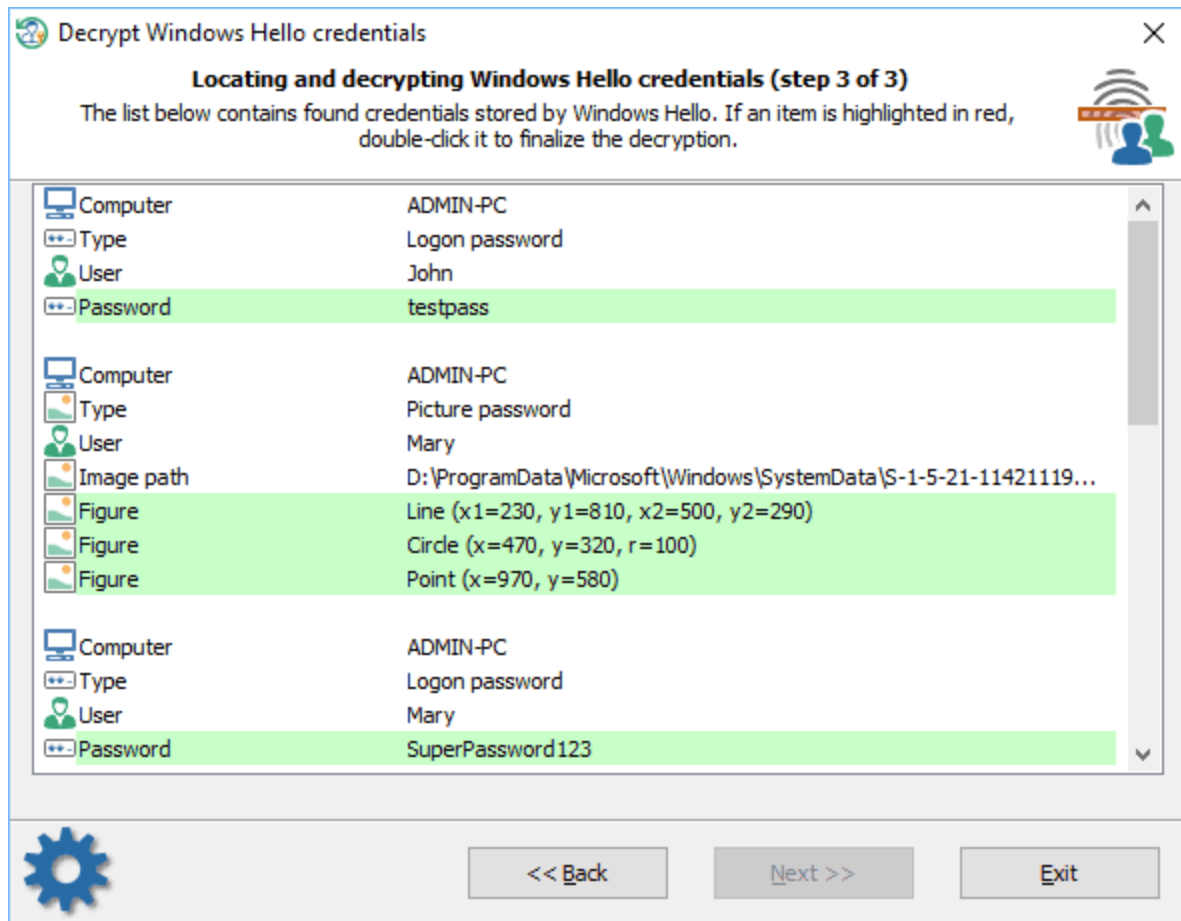 Decrypt Windows Hello credentials
Locating and decrypting Windows Hello credentials (step 3 of 3)
The list below contains found credentials stored by Windows Hello. If an item is highlighted in red,
double-click it to finalize the decryption.
Computer ADMIN-PC
Type Logon password
User John
Password testpass
Computer ADMIN-PC
Type Picture password
User Mary
Image path D:\ProgramData\Microsoft\Windows\SystemData\S-1-5-21-11421119...
Figure Line (x1=230, y1=810, x2=500, y2=290)
Figure Circle (x=470, y=320, r=100)
Figure Point (x=970, y=580)
Computer ADMIN-PC
Type Logon password
User Mary
Password SuperPassword123
<< Back Next >> Exit